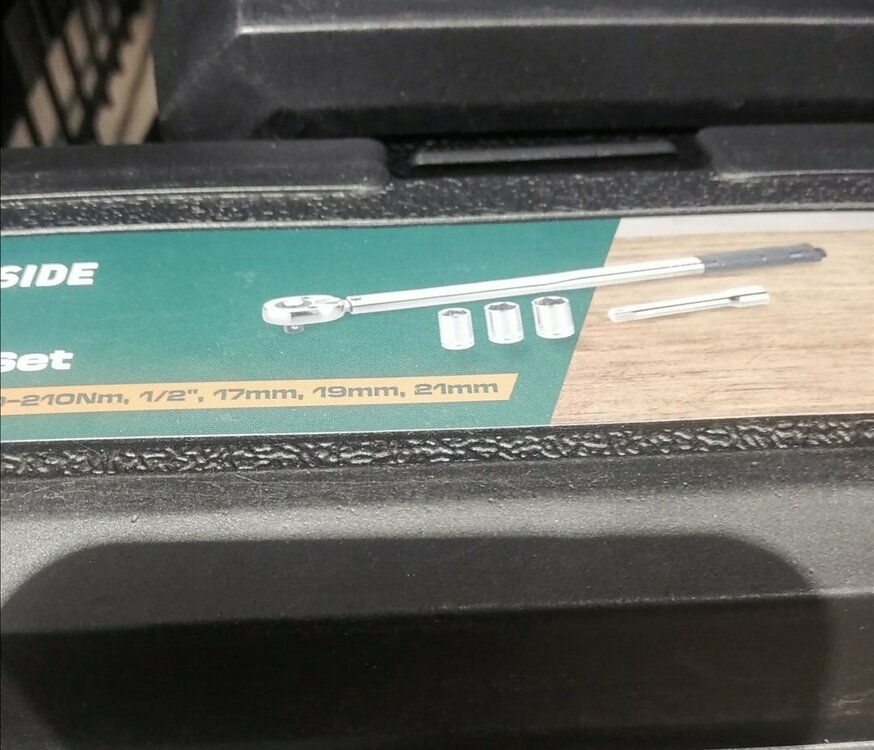 SIDE
Set
-210Nm, 1/2", 17mm, 19mm, 21mm